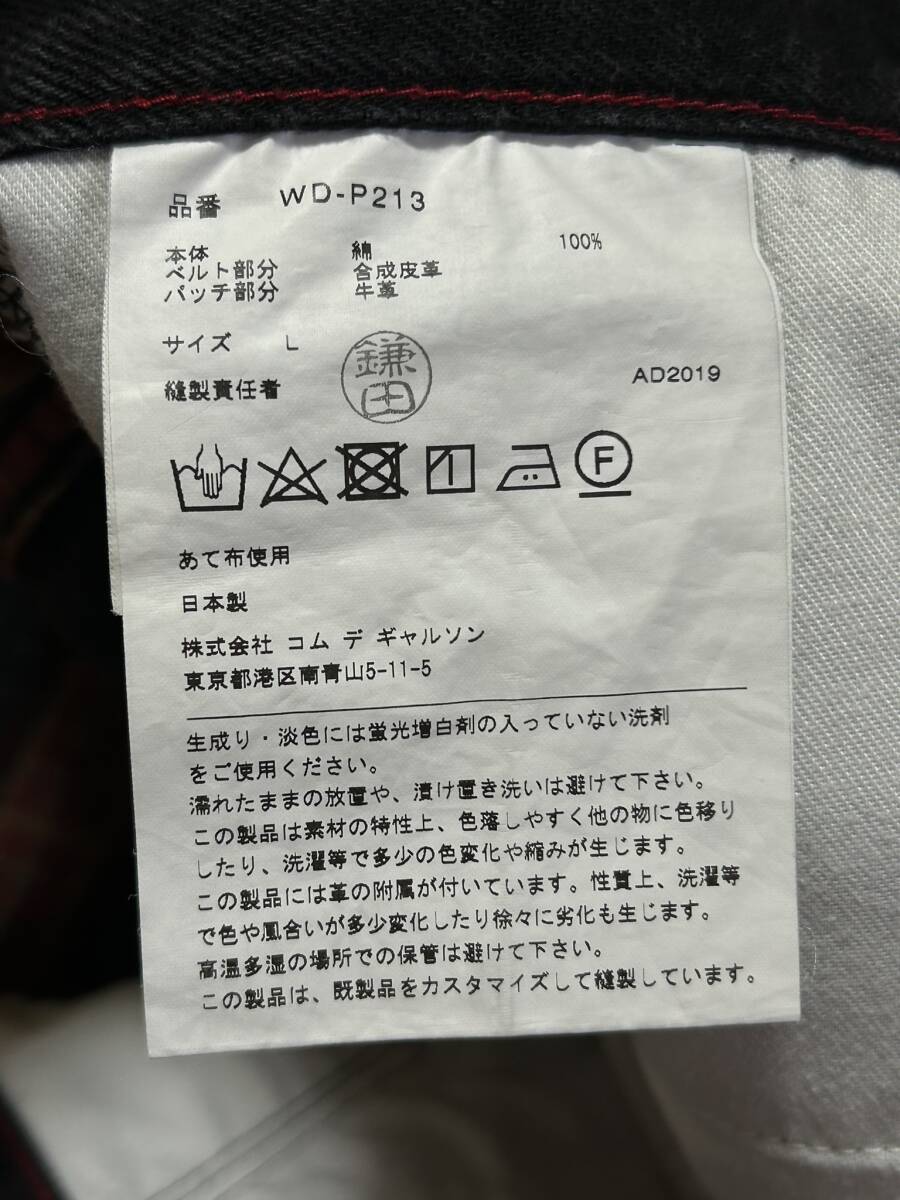 品番 WD-P213
本体 綿 100%
ベルト部分 合成皮革
パッチ部分 牛革
サイズ L
縫製責任者 鎌田 AD2019
F
あて布使用
日本製
株式会社 コム デ ギャルソン
東京都港区南青山5-11-5
生成り・淡色には蛍光増白剤の入っていない洗剤
をご使用ください。
濡れたままの放置や、漬け置き洗いは避けて下さい。
この製品は素材の特性上、色落しやすく他の物に色移り
したり、洗濯等で多少の色変化や縮みが生じます。
この製品には革の附属が付いています。性質上、洗濯等
で色や風合いが多少変化したり徐々に劣化も生じます。
高温多湿の場所での保管は避けて下さい。
この製品は、既製品をカスタマイズして縫製しています。